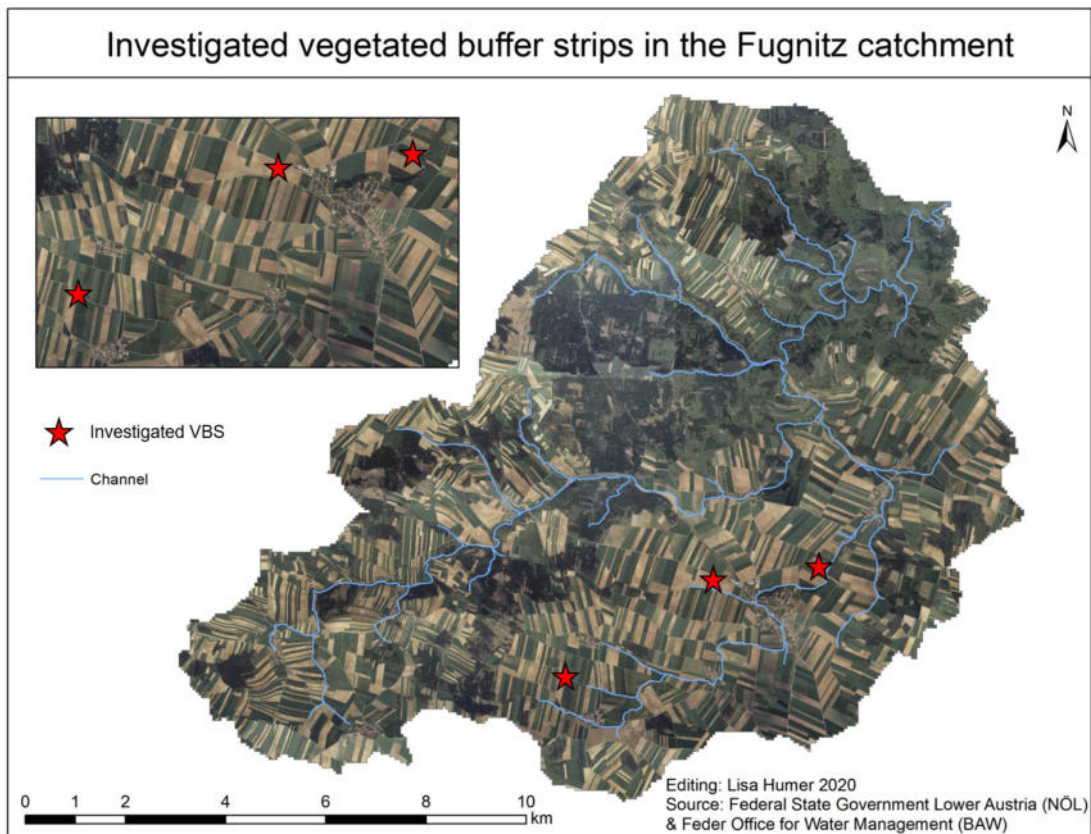 Investigated vegetated buffer strips in the Fugnitz catchment
N
Investigated VBS
Channel
Editing: Lisa Humer 2020
Source: Federal State Government Lower Austria (NÖL)
& Feder Office for Water Management (BAW)
0 1 2 4 6 8 10
km